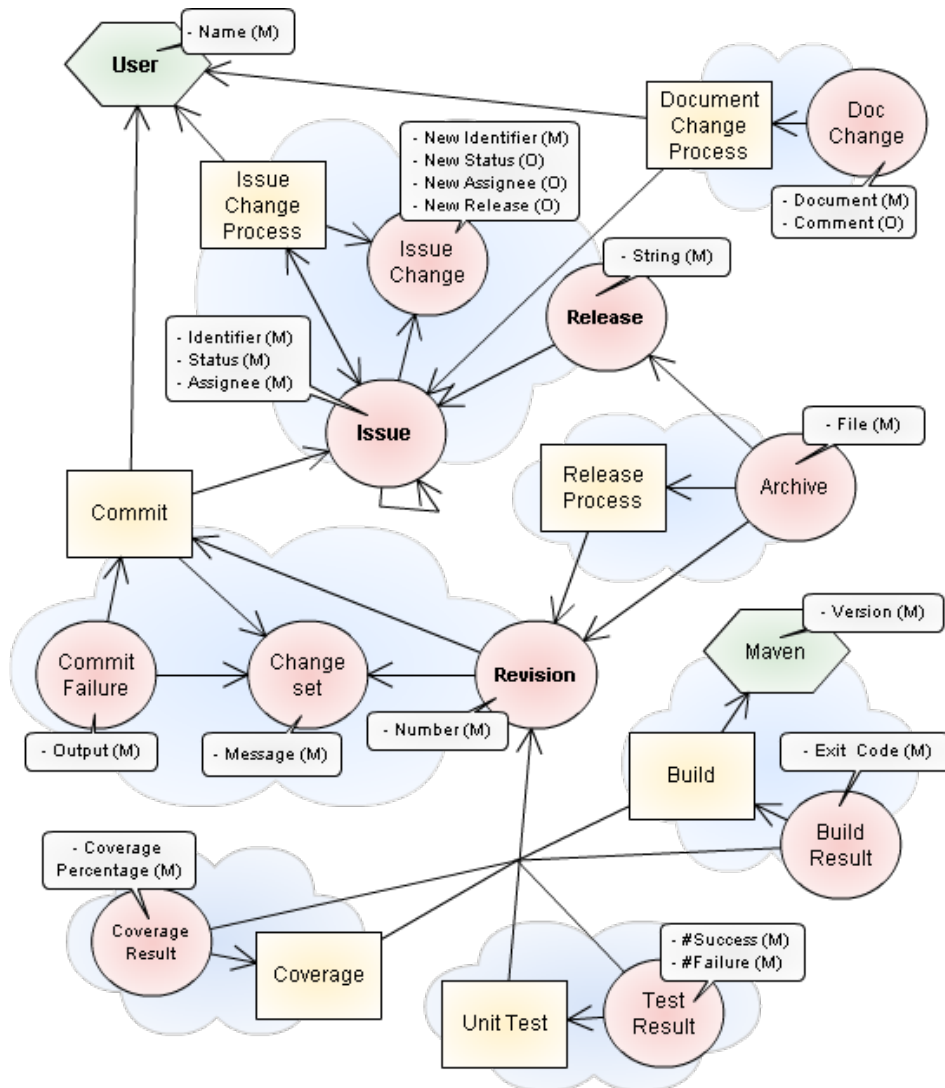 - Name (M)
User
Document
Change
Process
Doc
Change
- New Identifier (M)
- New Status (O)
- New Assignee (O)
- New Release (O)
Issue
Change
Process
- Document (M)
- Comment (O)
Issue
Change
- String (M)
Release
- Identifier (M)
- Status (M)
- Assignee (M)
Issue
- File (M)
Release
Process
Archive
Commit
- Version (M)
Maven
Commit
Failure
Change
set
Revision
- Output (M)
- Message (M)
- Number (M)
- Exit Code (M)
Build
Build
Result
- Coverage
Percentage (M)
Coverage
Result
Coverage
- #Success (M)
- #Failure (M)
Unit Test
Test
Result